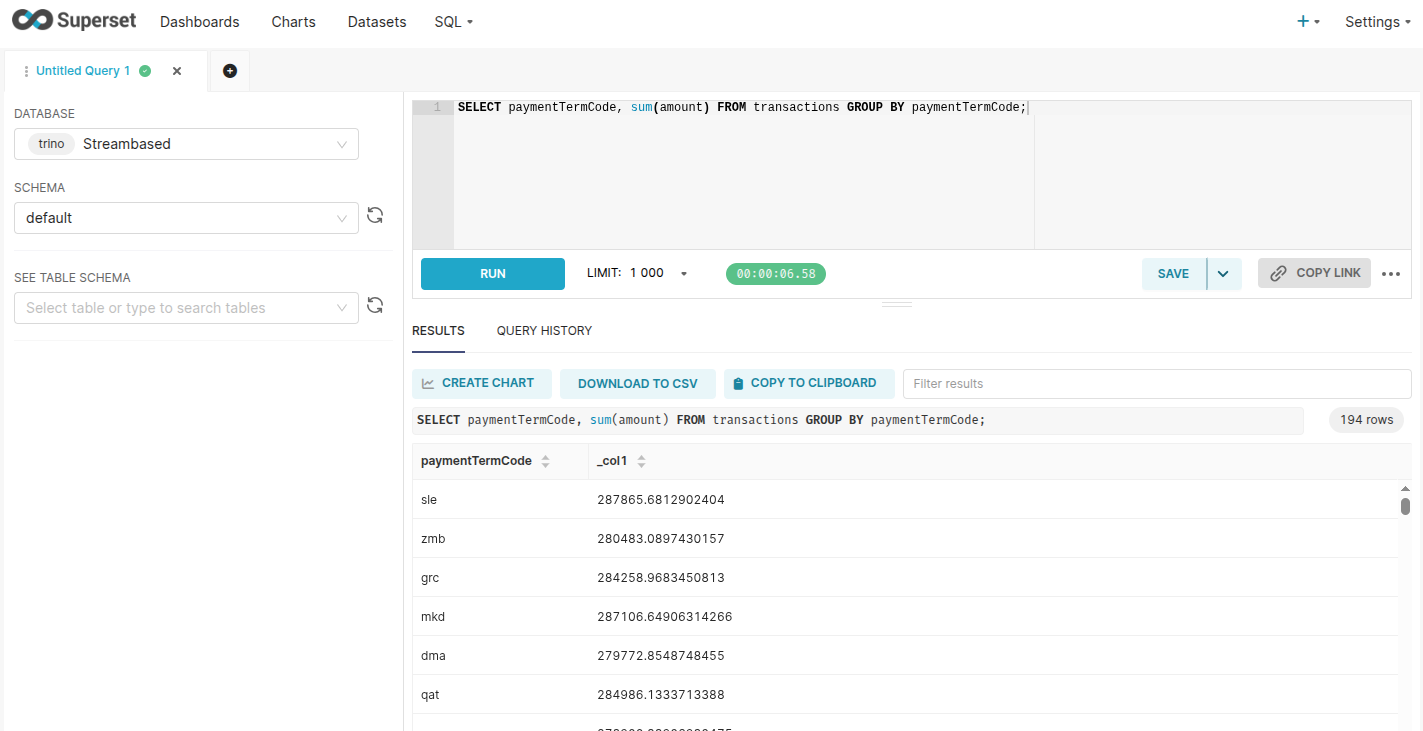 Superset Dashboards Charts Datasets SQL Settings
Untitled Query 1
DATABASE
trino Streambased
SCHEMA
default
SEE TABLE SCHEMA
Select table or type to search tables
1 SELECT paymentTermCode, sum(amount) FROM transactions GROUP BY paymentTermCode;
RUN LIMIT: 1 000 00:00:06.58 SAVE COPY LINK
RESULTS QUERY HISTORY
CREATE CHART DOWNLOAD TO CSV COPY TO CLIPBOARD Filter results
SELECT paymentTermCode, sum(amount) FROM transactions GROUP BY paymentTermCode; 194 rows
paymentTermCode _col1
sle 287865.6812902404
zmb 280483.0897430157
grc 284258.9683450813
mkd 287106.64906314266
dma 279772.8548748455
qat 284986.1333713388